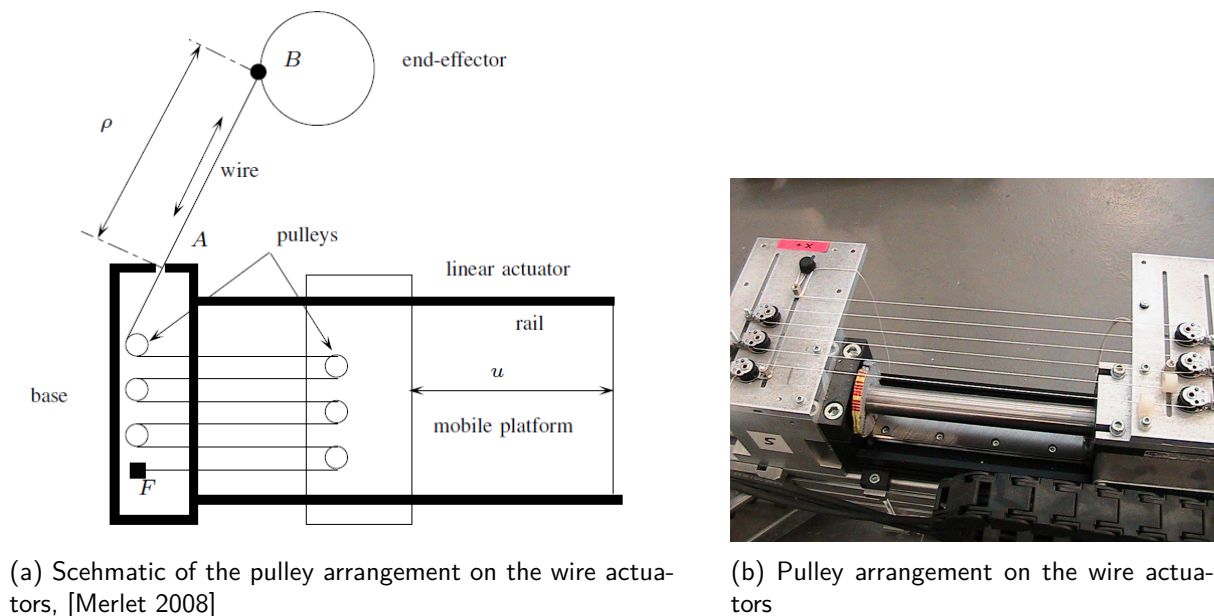 B
end-effector
ρ
wire
A
pulleys
linear actuator
rail
u
base
mobile platform
F
+X
5
(a) Scehmatic of the pulley arrangement on the wire actua-
tors, [Merlet 2008]
(b) Pulley arrangement on the wire actua-
tors